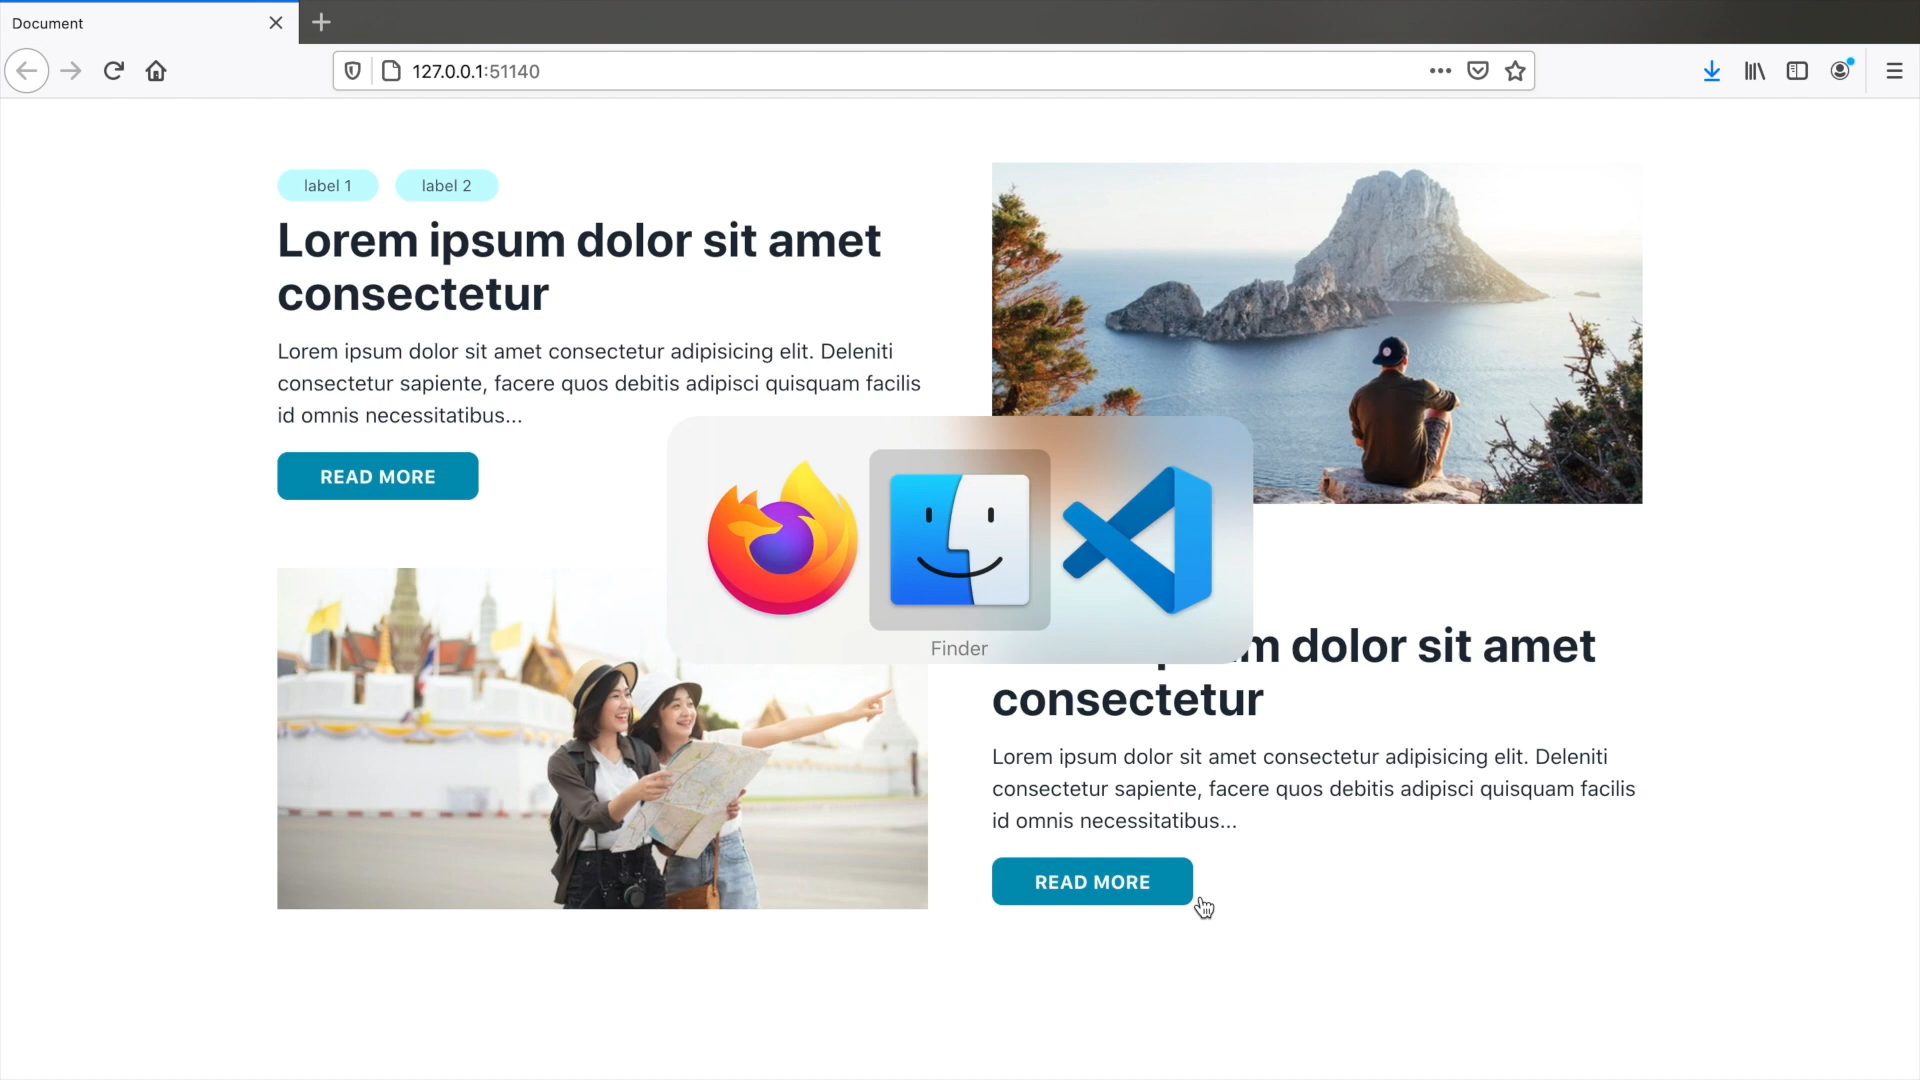 Document
127.0.0.1:51140
label 1
label 2
Lorem ipsum dolor sit amet
consectetur
Lorem ipsum dolor sit amet consectetur adipisicing elit. Deleniti
consectetur sapiente, facere quos debitis adipisci quisquam facilis
id omnis necessitatibus...
READ MORE
Finder
dolor sit amet
consectetur
Lorem ipsum dolor sit amet consectetur adipisicing elit. Deleniti
consectetur sapiente, facere quos debitis adipisci quisquam facilis
id omnis necessitatibus...
READ MORE